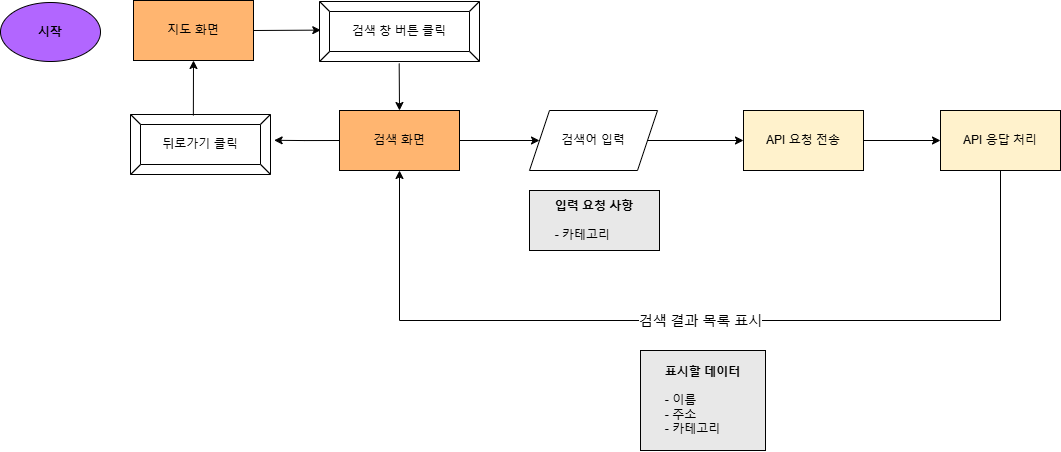 시작
지도 화면
검색 창 버튼 클릭
뒤로가기 클릭
검색 화면
검색어 입력
API 요청 전송
API 응답 처리
입력 요청 사항
- 카테고리
검색 결과 목록 표시
표시할 데이터
- 이름
- 주소
- 카테고리